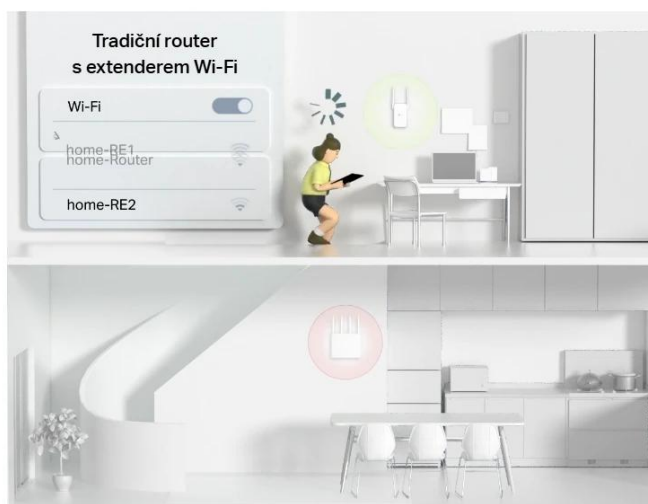 Tradiční router
s extenderem Wi-Fi
Wi-Fi
home-RE1
home-Router
home-RE2